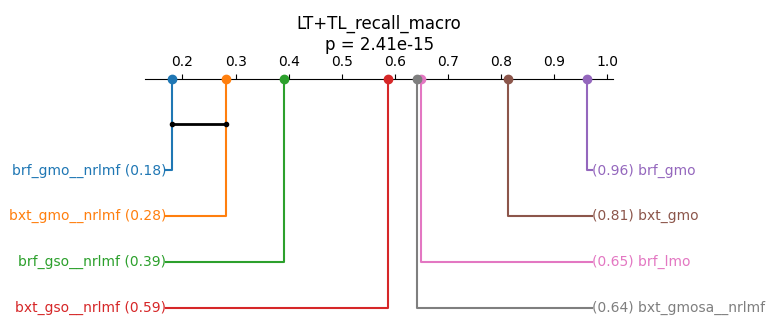 LT+TL_recall_macro
p = 2.41e-15
0.2 0.3 0.4 0.5 0.6 0.7 0.8 0.9 1.0
brf_gmo__nrlmf (0.18) (0.96) brf_gmo
bxt_gmo__nrlmf (0.28) (0.81) bxt_gmo
brf_gso__nrlmf (0.39) (0.65) brf_lmo
bxt_gso__nrlmf (0.59) (0.64) bxt_gmosa__nrlmf